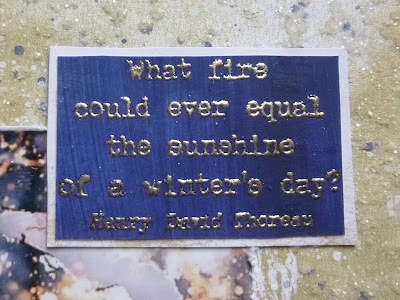 What fire
could ever equal
the sunshine
of a winter's day?
Henry David Thoreau